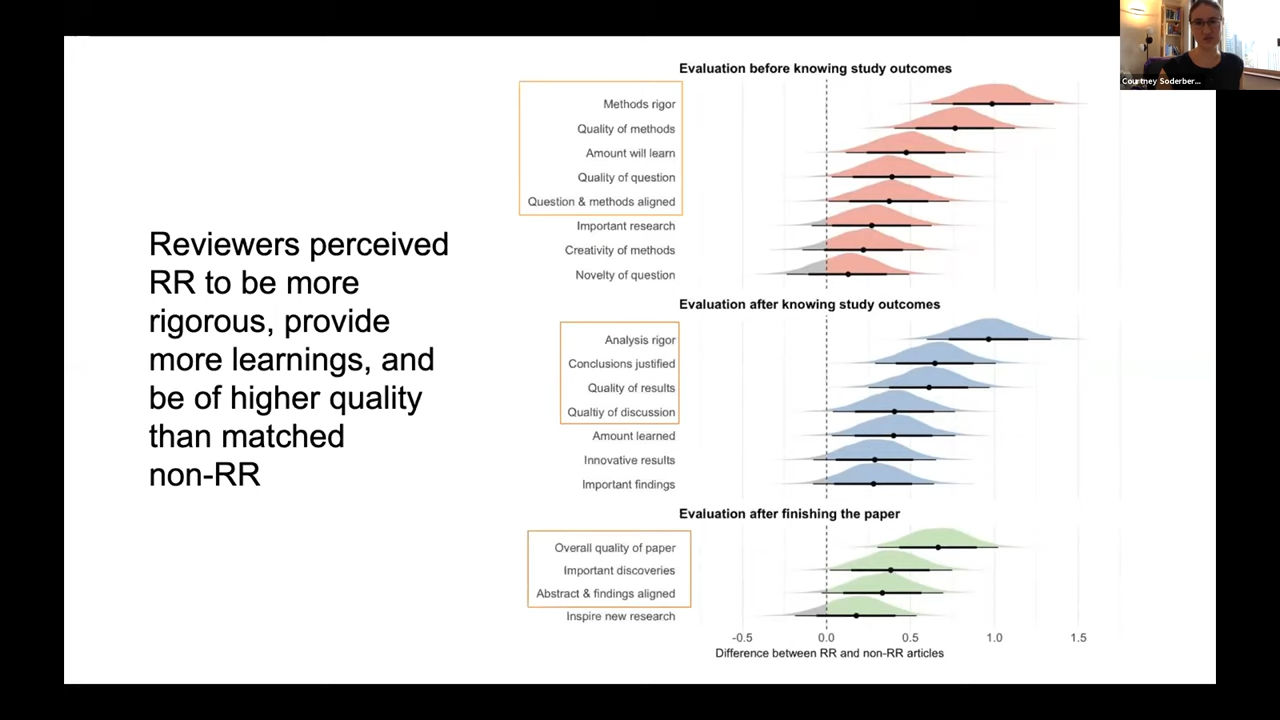 Courtney Soderber...
Reviewers perceived
RR to be more
rigorous, provide
more learnings, and
be of higher quality
than matched
non-RR
Evaluation before knowing study outcomes
Methods rigor
Quality of methods
Amount will learn
Quality of question
Question & methods aligned
Important research
Creativity of methods
Novelty of question
Evaluation after knowing study outcomes
Analysis rigor
Conclusions justified
Quality of results
Qualtiy of discussion
Amount learned
Innovative results
Important findings
Evaluation after finishing the paper
Overall quality of paper
Important discoveries
Abstract & findings aligned
Inspire new research
-0.5 0.0 0.5 1.0 1.5
Difference between RR and non-RR articles